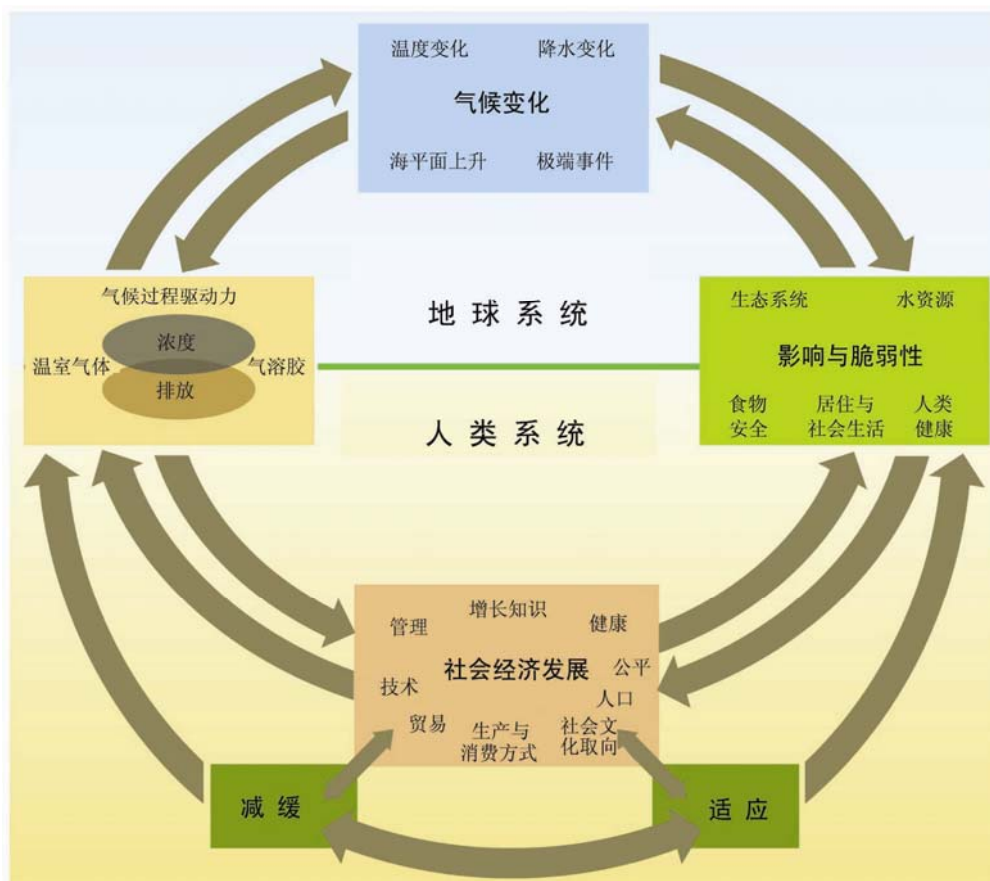 温度变化 降水变化
气候变化
海平面上升 极端事件
气候过程驱动力
浓度
温室气体 气溶胶
排放
地球系统
人类系统
生态系统 水资源
影响与脆弱性
食物 居住与 人类
安全 社会生活 健康
增长知识
管理 健康
社会经济发展 公平
技术 人口
贸易 生产与 社会文
消费方式 化取向
减缓 适应